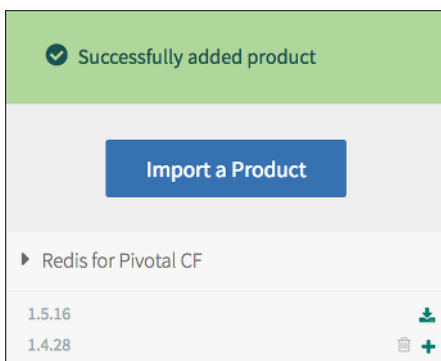 Successfully added product
Import a Product
Redis for Pivotal CF
1.5.16
1.4.28